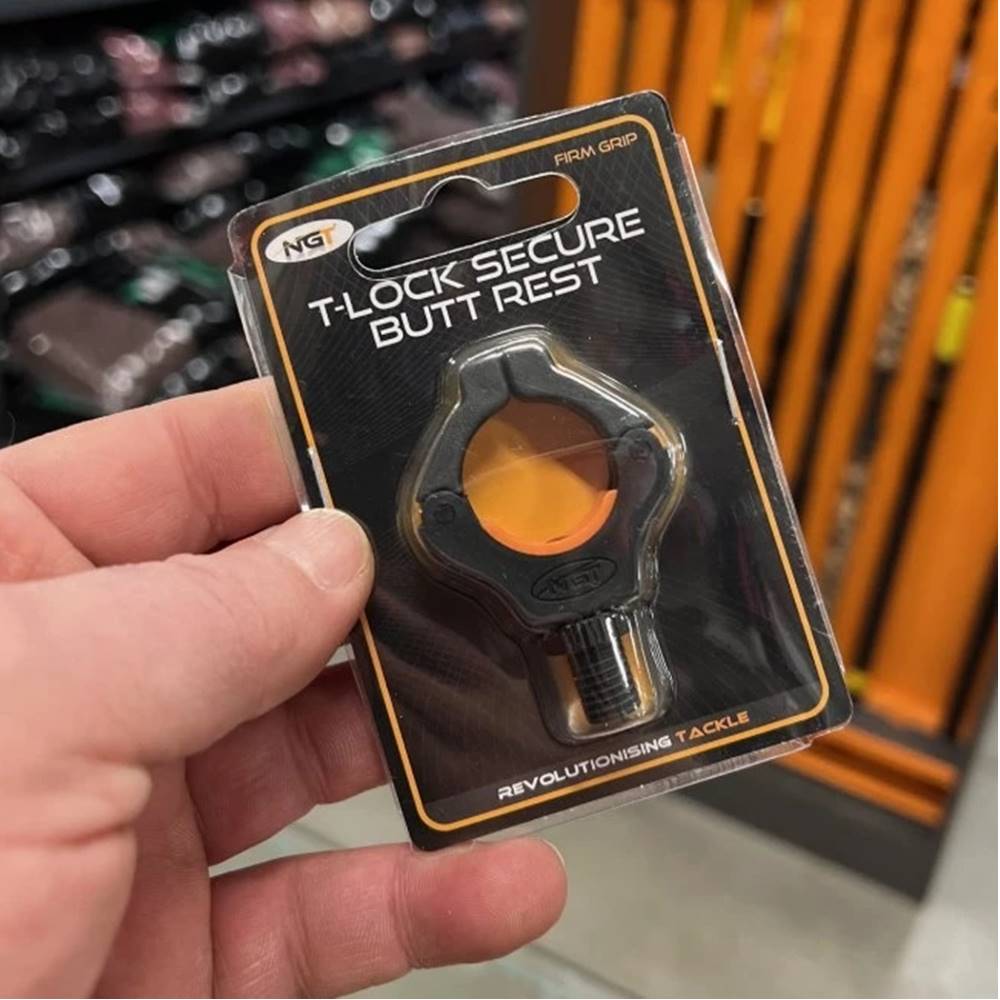 FIRM GRIP
NGT
T-LOCK SECURE
BUTT REST
NGT
REVOLUTIONISING TACKLE